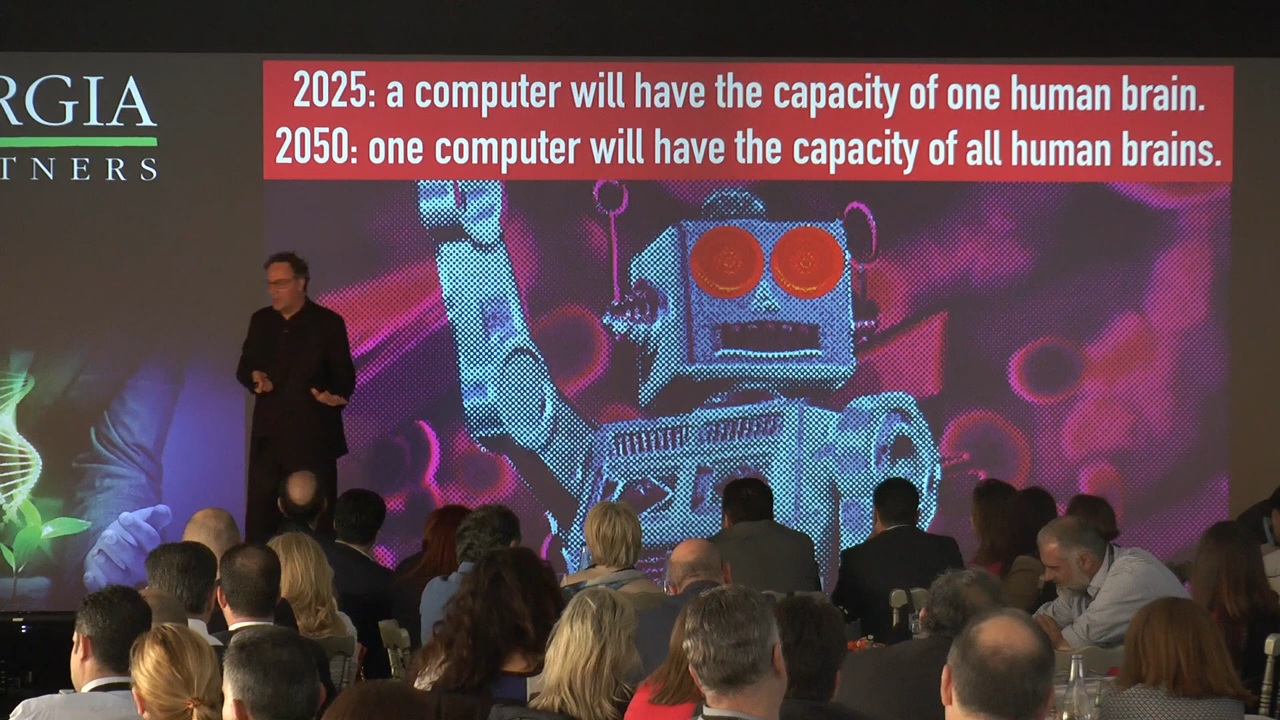 RGIA
TNERS
2025: a computer will have the capacity of one human brain.
2050: one computer will have the capacity of all human brains.